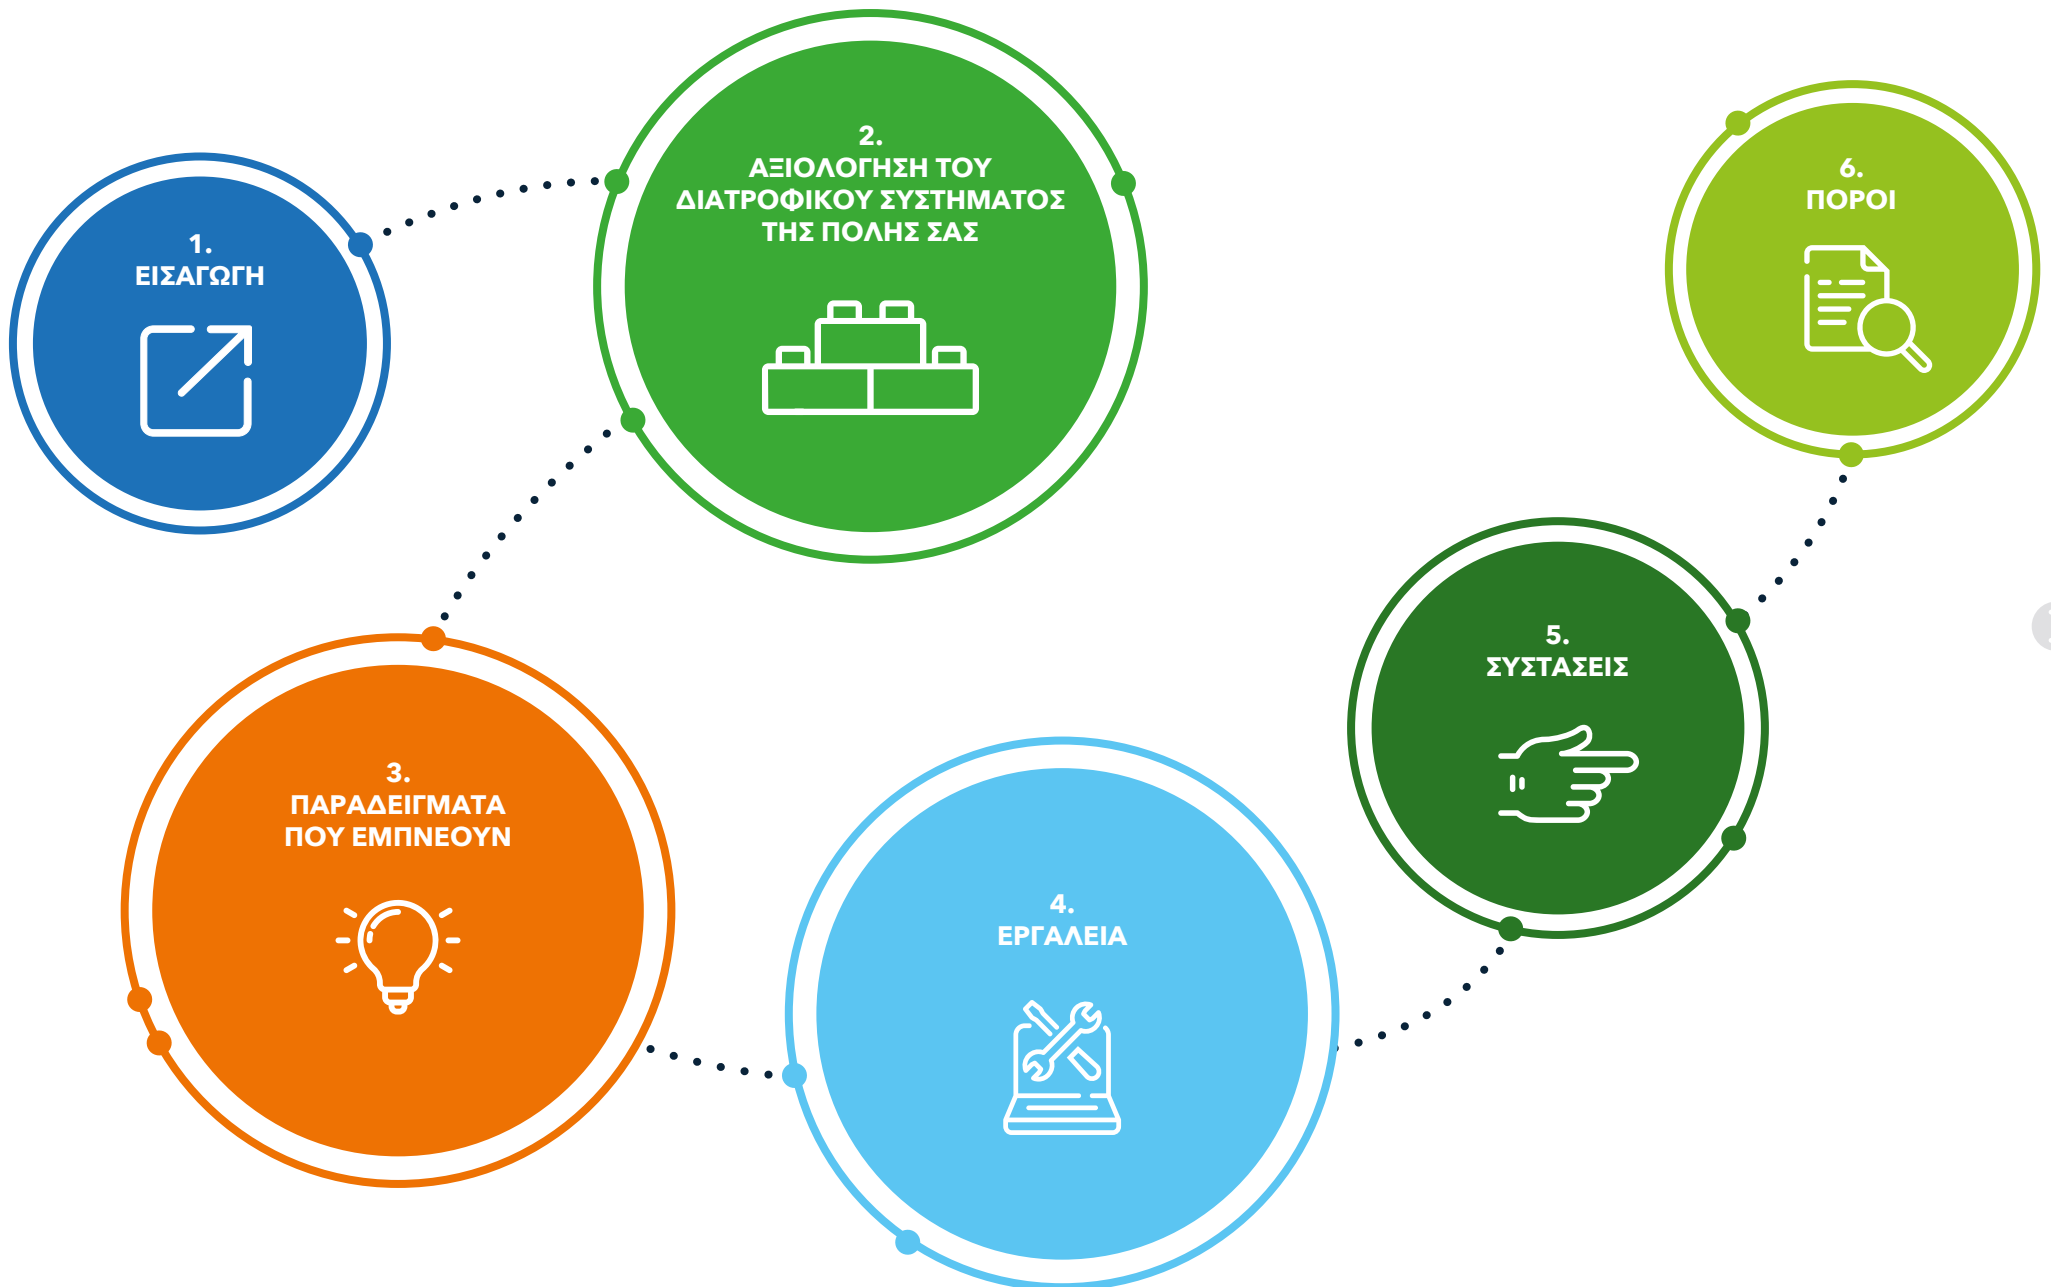 1.
ΕΙΣΑΓΩΓΗ
2.
ΑΞΙΟΛΟΓΗΣΗ ΤΟΥ
ΔΙΑΤΡΟΦΙΚΟΥ ΣΥΣΤΗΜΑΤΟΣ
ΤΗΣ ΠΟΛΗΣ ΣΑΣ
3.
ΠΑΡΑΔΕΙΓΜΑΤΑ
ΠΟΥ ΕΜΠΝΕΟΥΝ
4.
ΕΡΓΑΛΕΙΑ
5.
ΣΥΣΤΑΣΕΙΣ
6.
ΠΟΡΟΙ